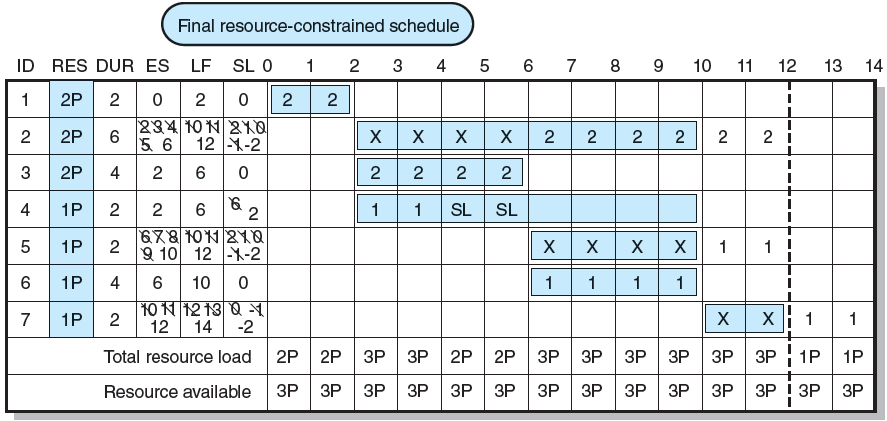 Final resource-constrained schedule
ID RES DUR ES LF SL 0 1 2 3 4 5 6 7 8 9 10 11 12 13 14
1 2P 2 0 2 0 2 2
2 2P 6 2 3 4 5 6 10 11 12 2 1 0 -1 -2 X X X X 2 2 2 2 2 2
3 2P 4 2 6 0 2 2 2 2
4 1P 2 2 6 6 2 1 1 SL SL
5 1P 2 6 7 8 9 10 10 11 12 2 1 0 -1 -2 X X X X 1 1
6 1P 4 6 10 0 1 1 1 1
7 1P 2 10 11 12 12 13 14 0 -1 -2 X X 1 1
Total resource load 2P 2P 3P 3P 2P 2P 3P 3P 3P 3P 3P 3P 1P 1P
Resource available 3P 3P 3P 3P 3P 3P 3P 3P 3P 3P 3P 3P 3P 3P